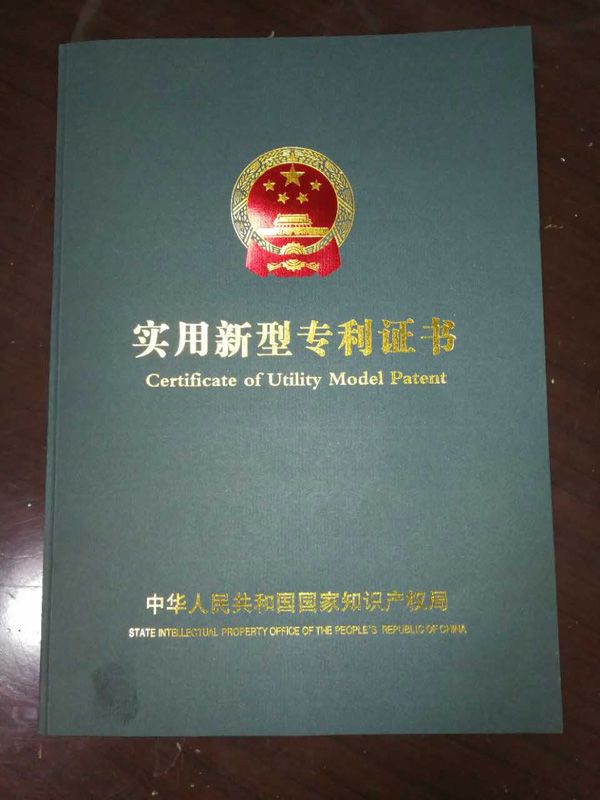 实用新型专利证书
Certificate of Utility Model Patent
中华人民共和国国家知识产权局
STATE INTELLECTUAL PROPERTY OFFICE OF THE PEOPLE'S REPUBLIC OF CHINA